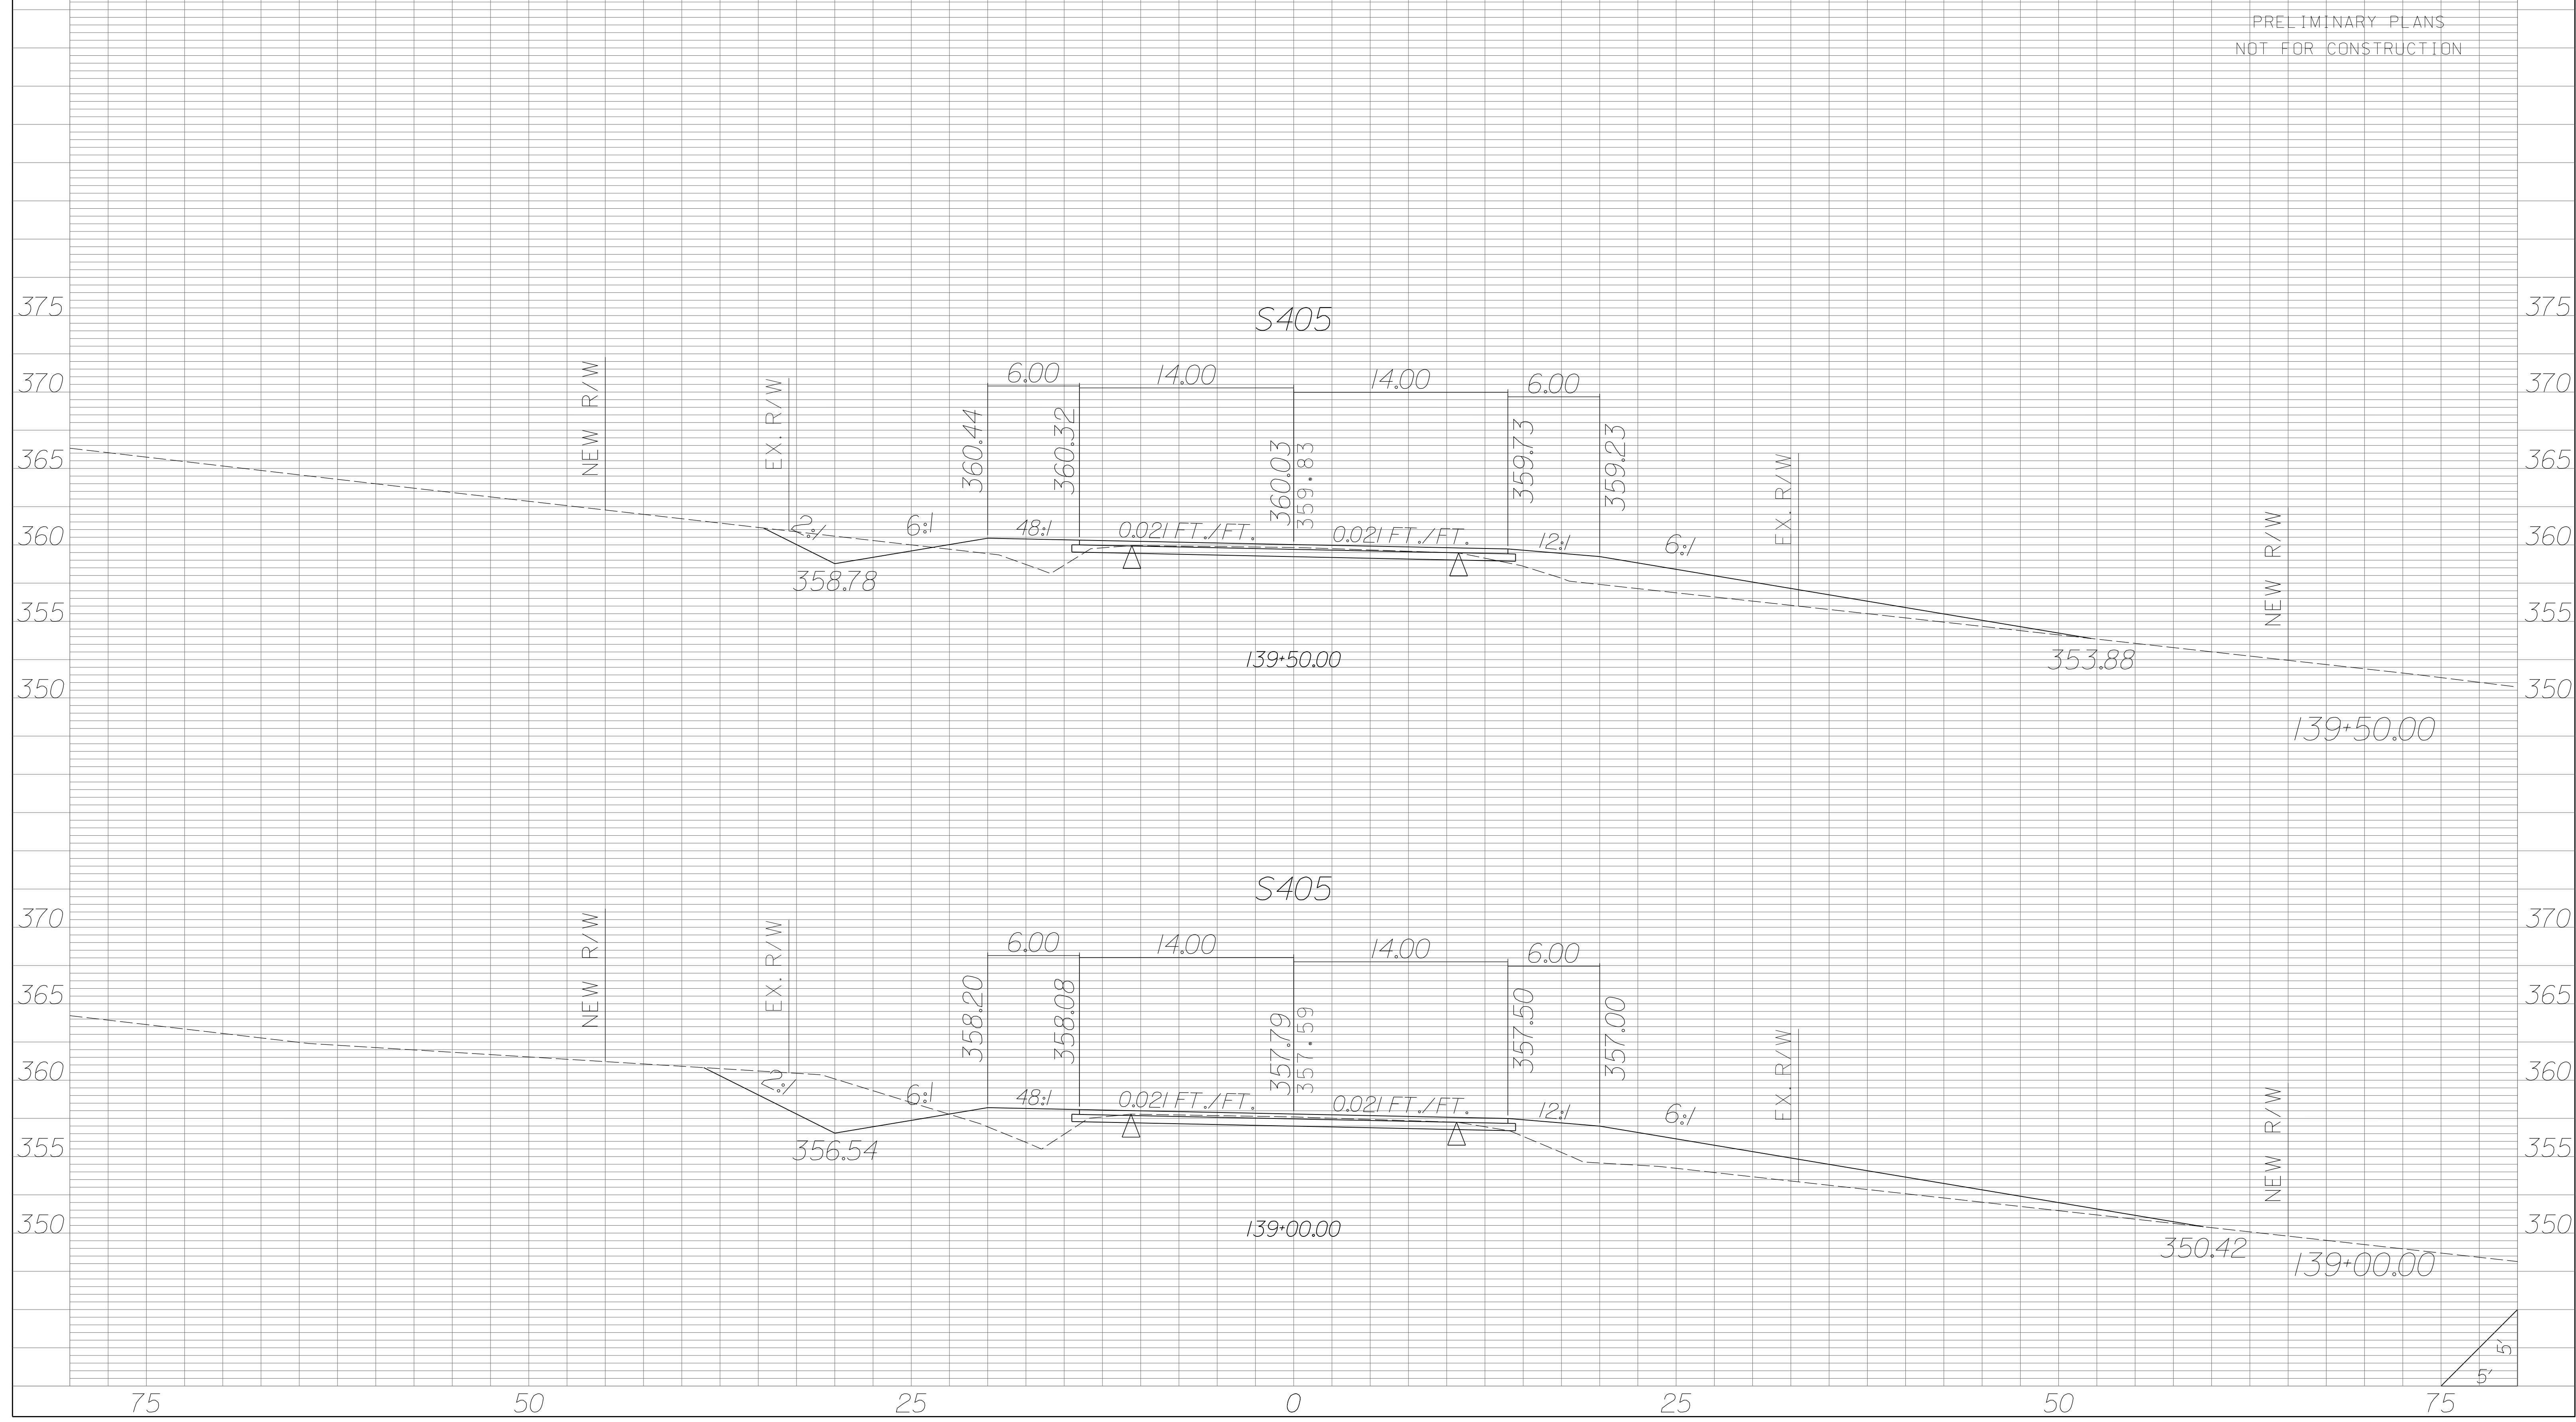 PRELIMINARY PLANS
NOT FOR CONSTRUCTION
375 375
S405
370 370
NEW R/W
EX. R/W
6.00 14.00 14.00 6.00
360.44
360.32
360.03
359.83
359.73
359.23
365 365
EX. R/W
NEW R/W
360 360
2:1 6:1 48:1 0.021 FT./FT. 0.021 FT./FT. 12:1 6:1
358.78
355 355
139+50.00 353.88
350 350
139+50.00
S405
370 370
NEW R/W
EX. R/W
6.00 14.00 14.00 6.00
358.20
358.08
357.79
357.59
357.50
357.00
365 365
EX. R/W
NEW R/W
360 360
2:1 6:1 48:1 0.021 FT./FT. 0.021 FT./FT. 12:1 6:1
356.54
355 355
350 139+00.00 350
350.42
139+00.00
5'
5'
75 50 25 0 25 50 75